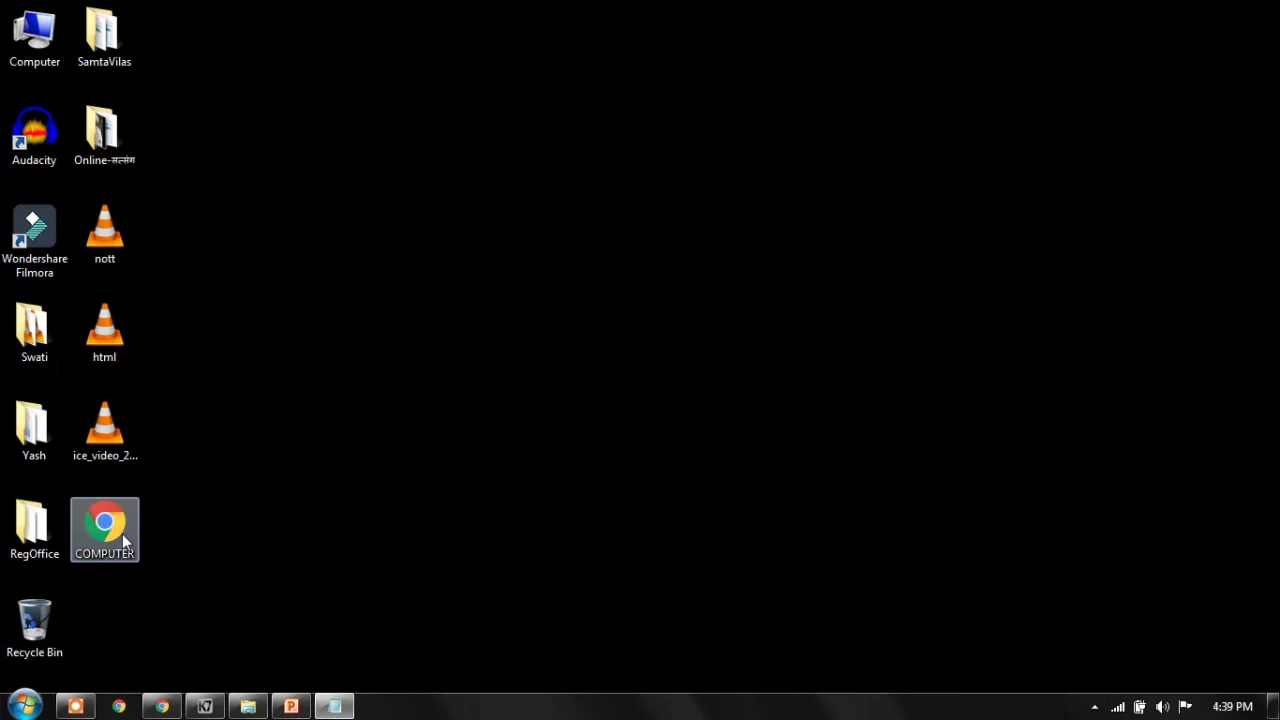 Computer
SamtaVilas
Audacity
Online-सत्संग
Wondershare
Filmora
nott
Swati
html
Yash
ice_video_2...
RegOffice
COMPUTER
Recycle Bin
K7
P
4:39 PM